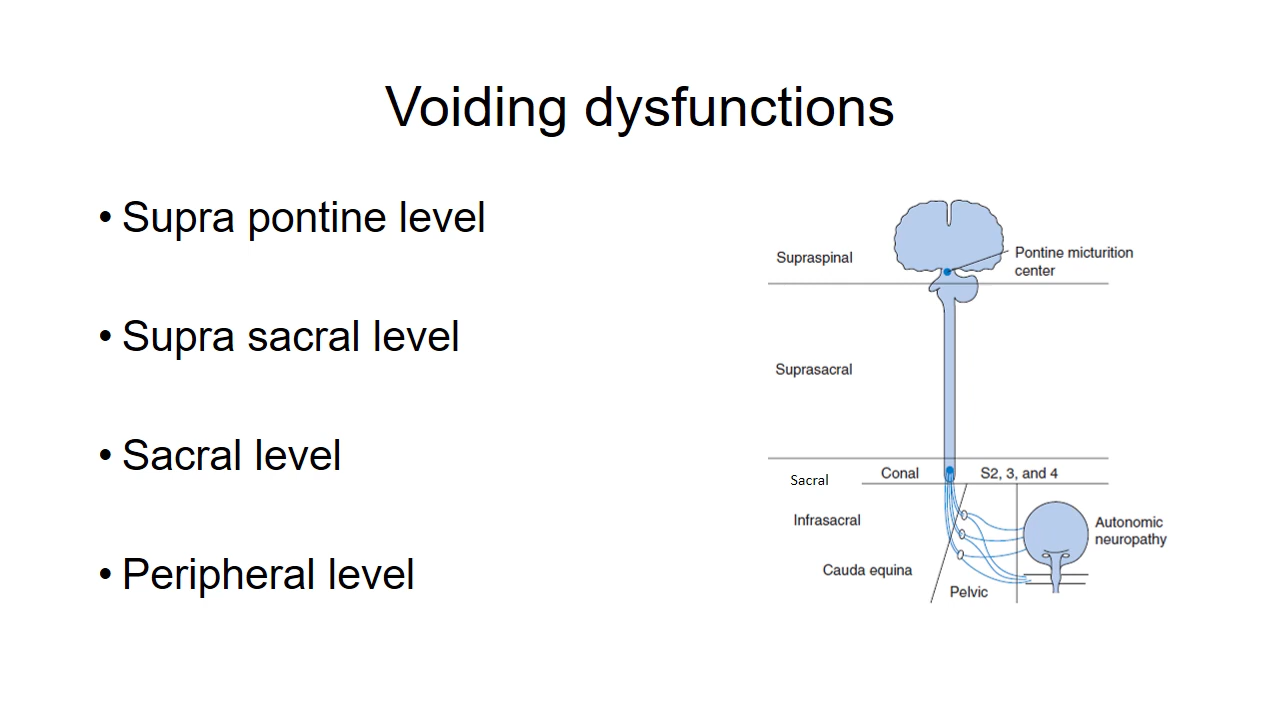 Voiding dysfunctions
• Supra pontine level
• Supra sacral level
• Sacral level
• Peripheral level
Supraspinal
Pontine micturition
center
Suprasacral
Sacral
Conal
S2, 3, and 4
Infrasacral
Autonomic
neuropathy
Cauda equina
Pelvic